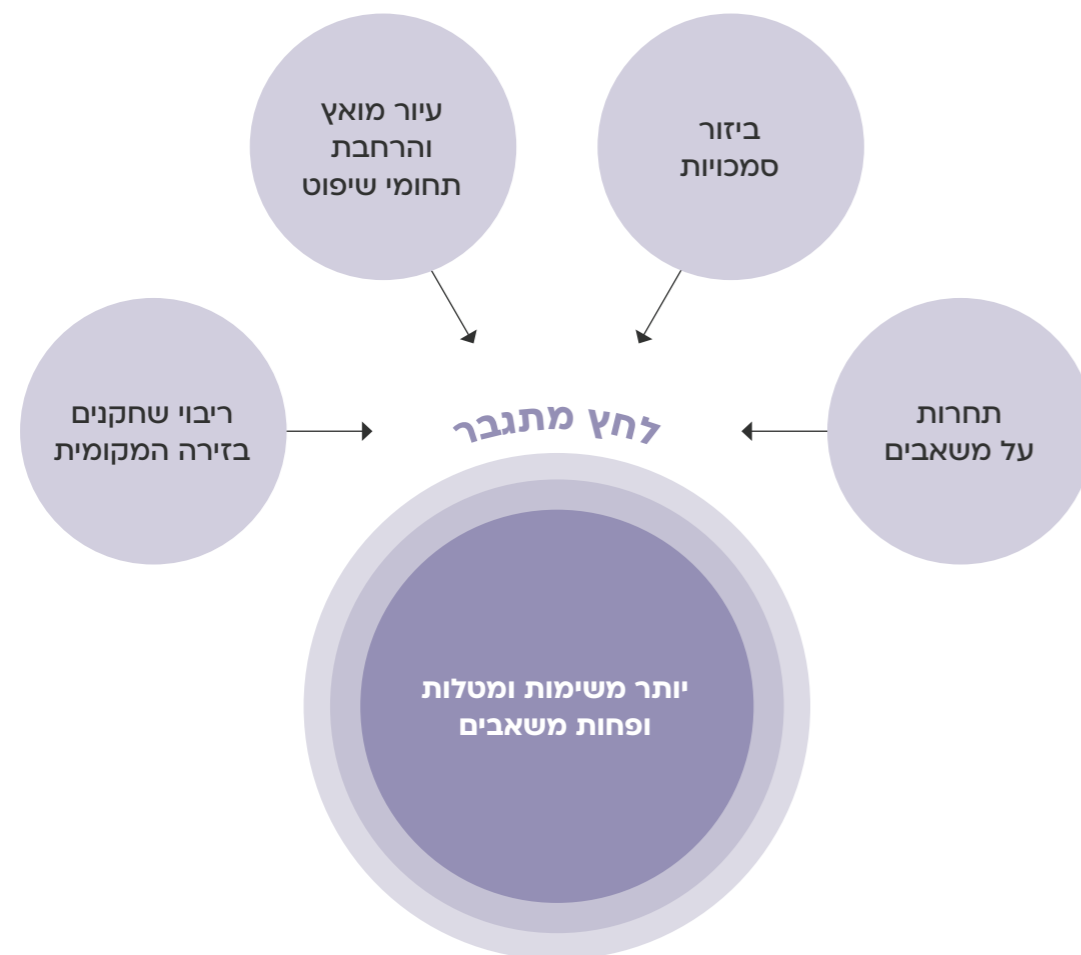 עיור מואץ
והרחבת
תחומי שיפוט
ביזור
סמכויות
ריבוי שחקנים
בזירה המקומית
תחרות
על משאבים
לחץ מתגבר
יותר משימות ומטלות
ופחות משאבים